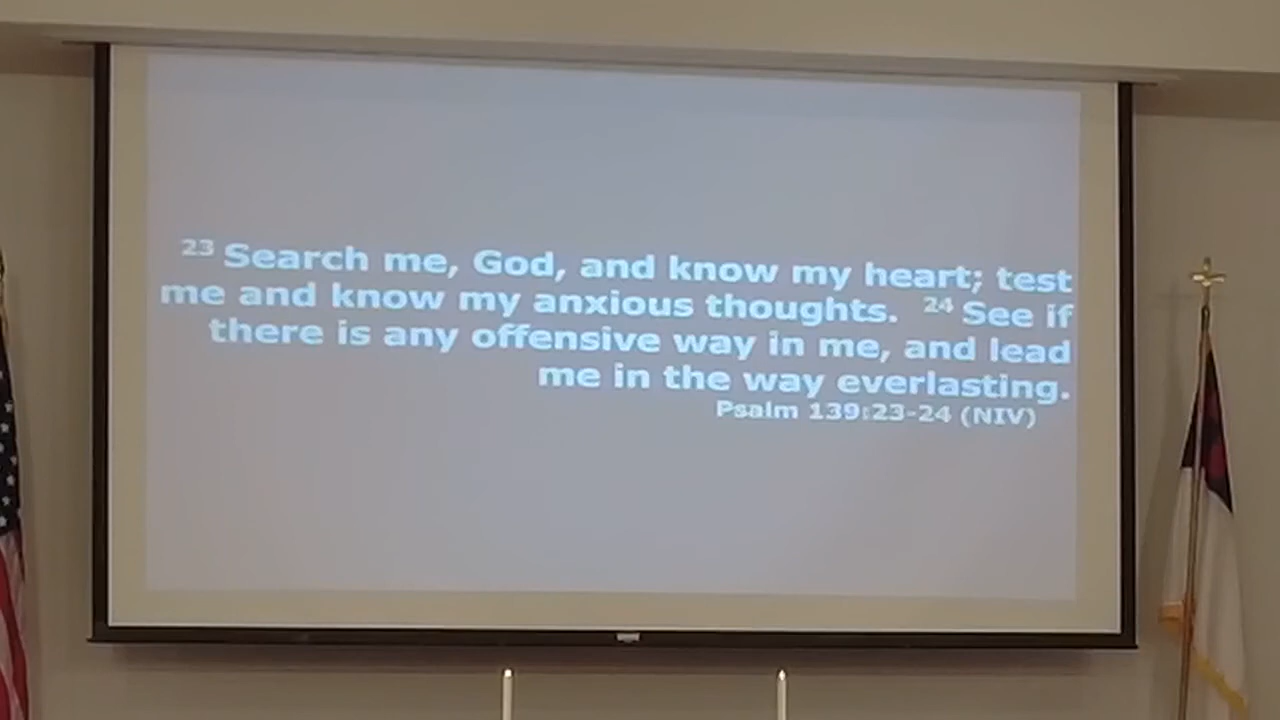 23 Search me, God, and know my heart; test
me and know my anxious thoughts. 24 See if
there is any offensive way in me, and lead
me in the way everlasting.
Psalm 139:23-24 (NIV)